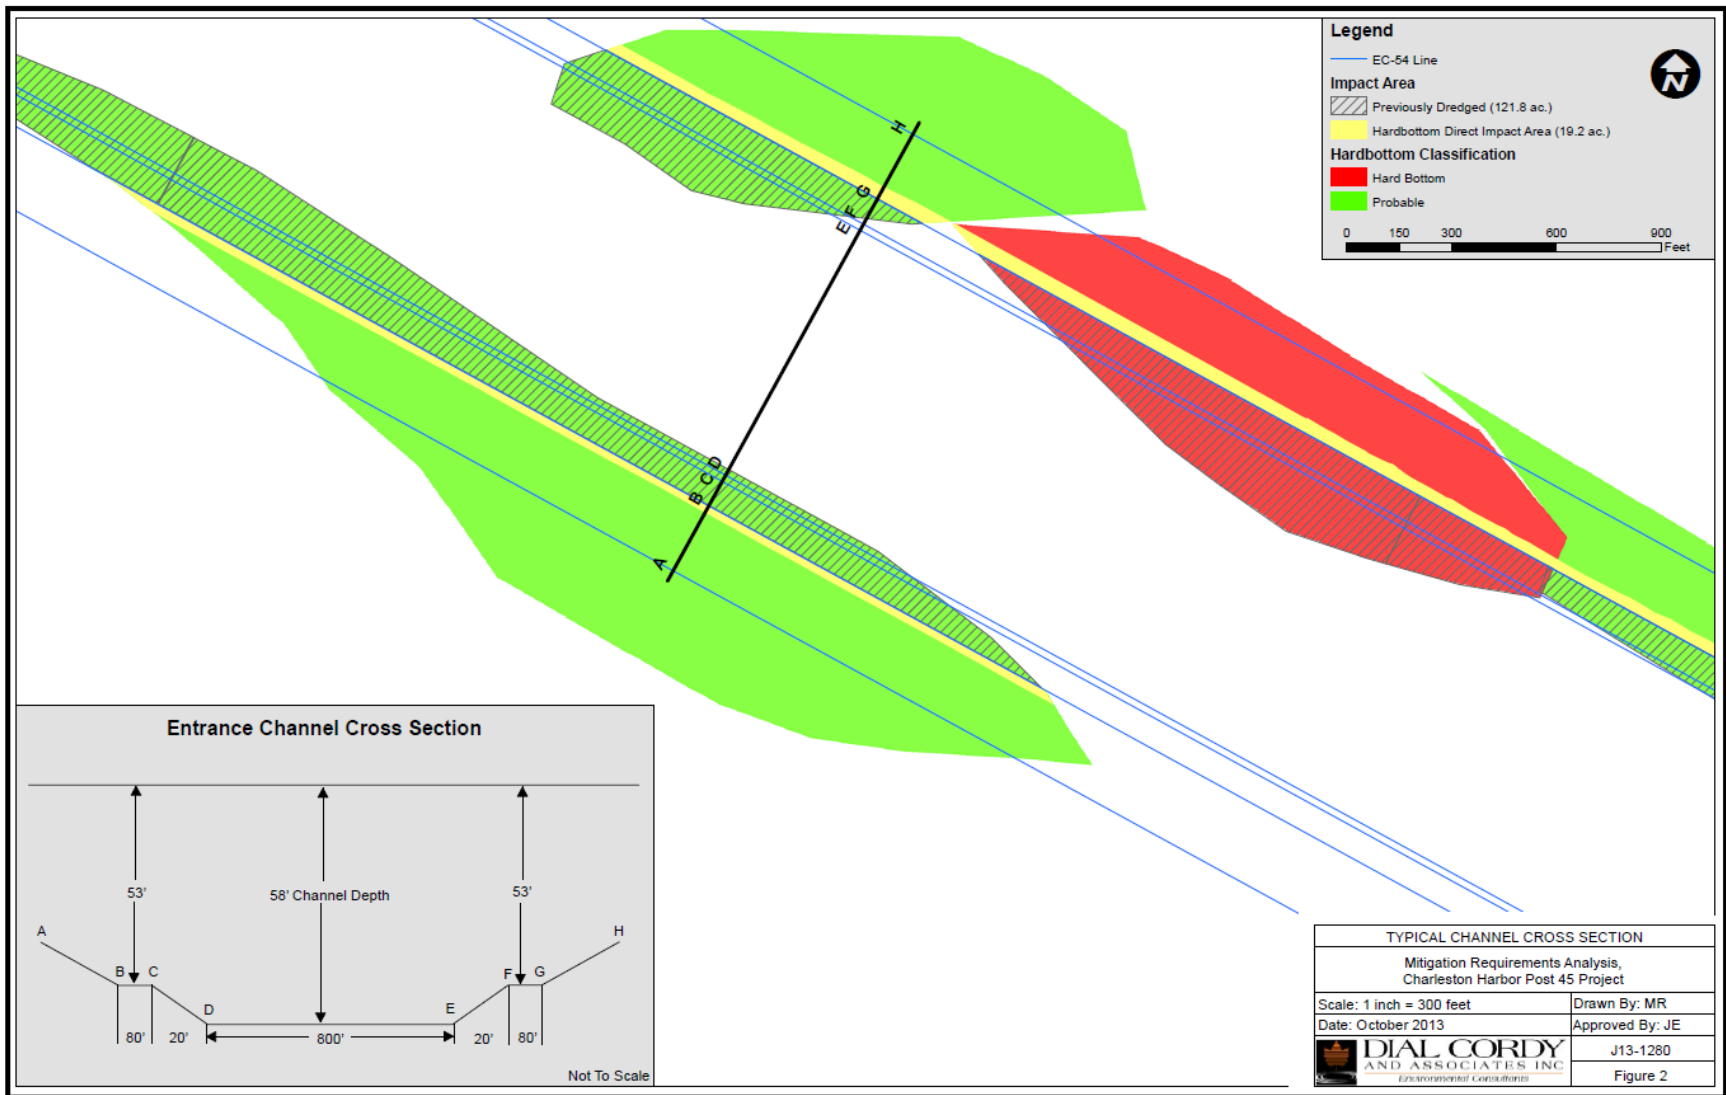 Legend
EC-54 Line
Impact Area
Previously Dredged (121.8 ac.)
Hardbottom Direct Impact Area (19.2 ac.)
Hardbottom Classification
Hard Bottom
Probable
0 150 300 600 900
Feet
N
H
G
F
E
D
C
B
A
Entrance Channel Cross Section
53'
58' Channel Depth
53'
A
H
B
C
F
G
D
E
80'
20'
800'
20'
80'
Not To Scale
TYPICAL CHANNEL CROSS SECTION
Mitigation Requirements Analysis,
Charleston Harbor Post 45 Project
Scale: 1 inch = 300 feet
Drawn By: MR
Date: October 2013
Approved By: JE
DIAL CORDY
AND ASSOCIATES INC
Environmental Consultants
J13-1280
Figure 2